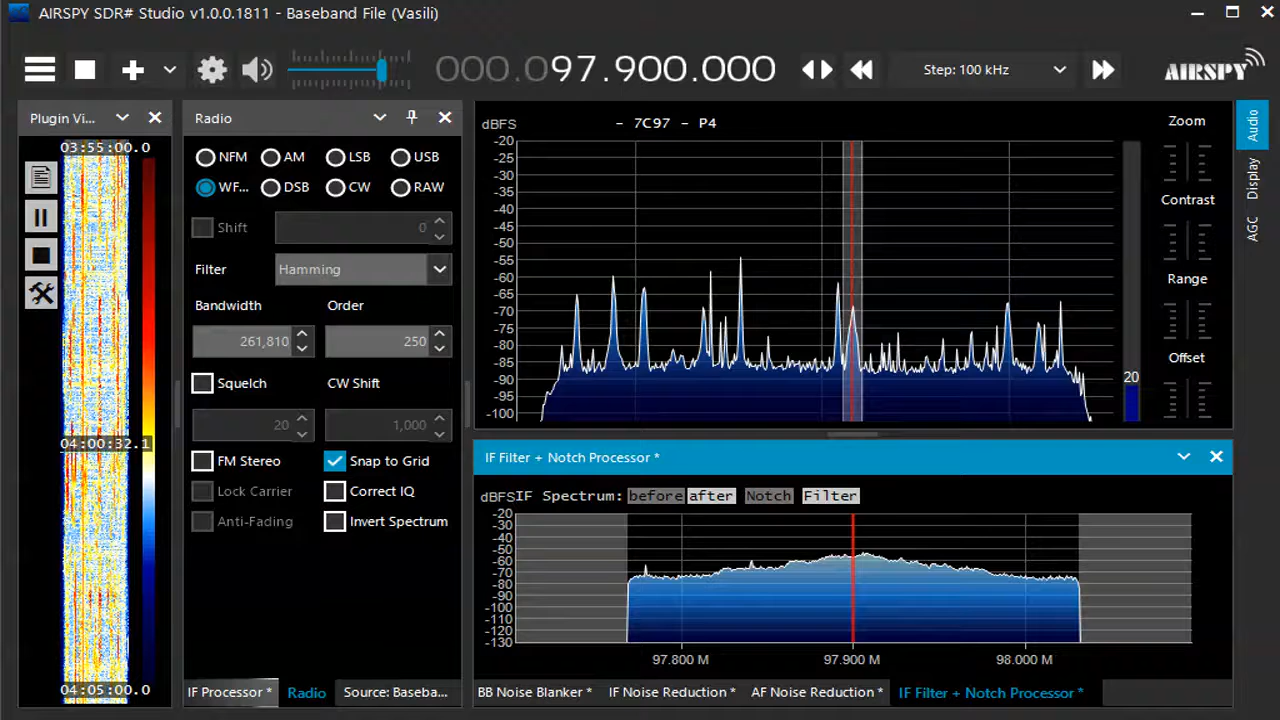 AIRSPY SDR# Studio v1.0.0.1811 - Baseband File (Vasili)
000.097.900.000
Step: 100 kHz
AIRSPY
Plugin Vi...
03:55:00.0
04:00:32.1
04:05:00.0
Radio
NFM AM LSB USB
WF... DSB CW RAW
Shift 0
Filter Hamming
Bandwidth Order
261,810 250
Squelch CW Shift
20 1,000
FM Stereo Snap to Grid
Lock Carrier Correct IQ
Anti-Fading Invert Spectrum
IF Processor * Radio Source: Baseba...
dBFS - 7C97 - P4
-20
-25
-30
-35
-40
-45
-50
-55
-60
-65
-70
-75
-80
-85
-90
-95
-100
20
Zoom
Contrast
Range
Offset
Audio
Display
AGC
IF Filter + Notch Processor *
dBFS IF Spectrum: before after Notch Filter
-20
-30
-40
-50
-60
-70
-80
-90
-100
-110
-120
-130
97.800 M 97.900 M 98.000 M
BB Noise Blanker * IF Noise Reduction * AF Noise Reduction * IF Filter + Notch Processor *